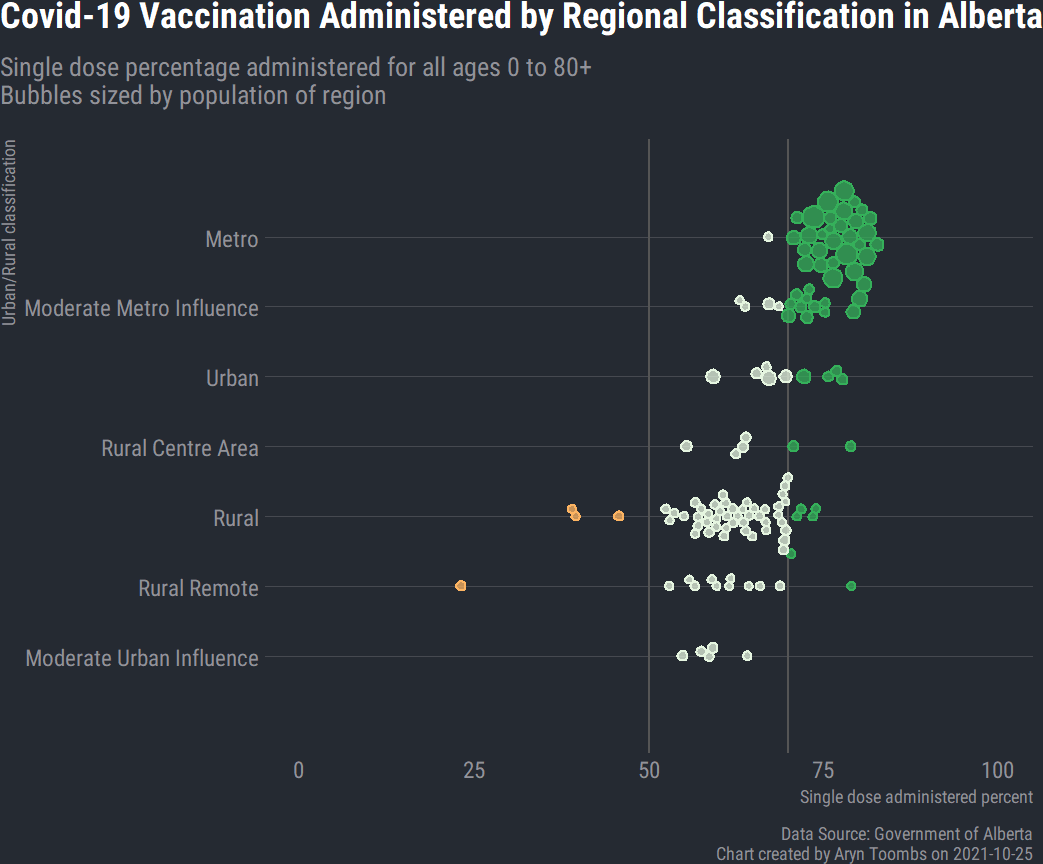 Covid-19 Vaccination Administered by Regional Classification in Alberta
Single dose percentage administered for all ages 0 to 80+
Bubbles sized by population of region
Urban/Rural classification
Metro
Moderate Metro Influence
Urban
Rural Centre Area
Rural
Rural Remote
Moderate Urban Influence
0 25 50 75 100
Single dose administered percent
Data Source: Government of Alberta
Chart created by Aryn Toombs on 2021-10-25